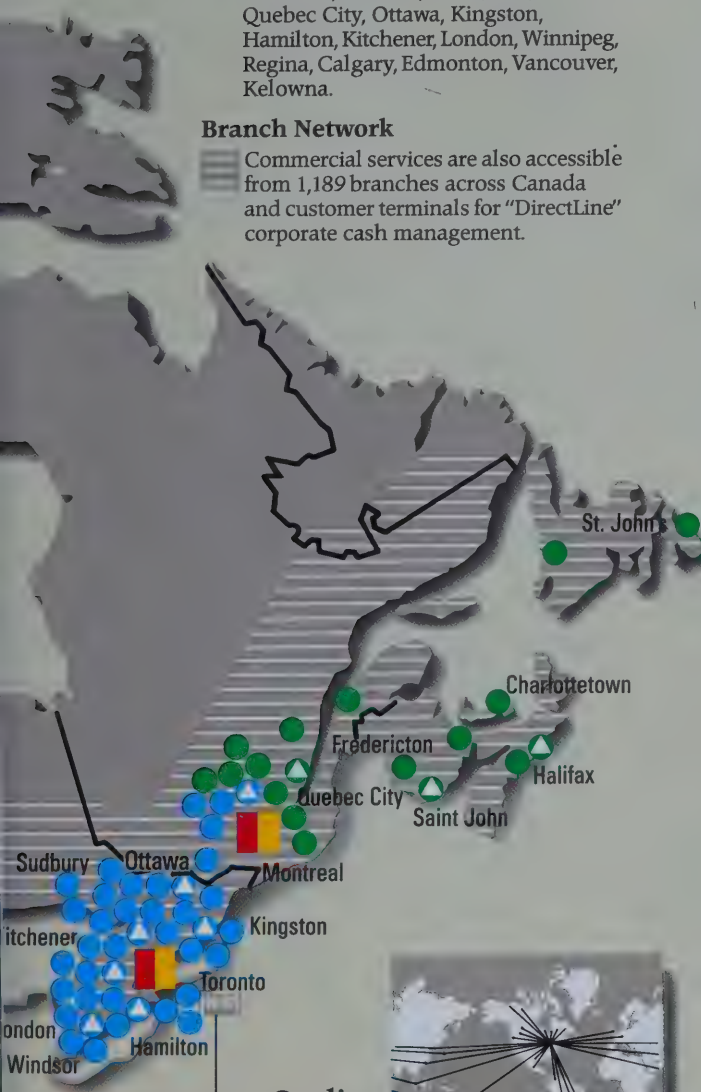 Quebec City, Ottawa, Kingston,
Hamilton, Kitchener, London, Winnipeg,
Regina, Calgary, Edmonton, Vancouver,
Kelowna.
Branch Network
Commercial services are also accessible
from 1,189 branches across Canada
and customer terminals for "DirectLine"
corporate cash management.
St. John's
Charlottetown
Fredericton
Halifax
Quebec City
Saint John
Sudbury
Ottawa
Montreal
Kingston
itchener
Toronto
ondon
Hamilton
Windsor